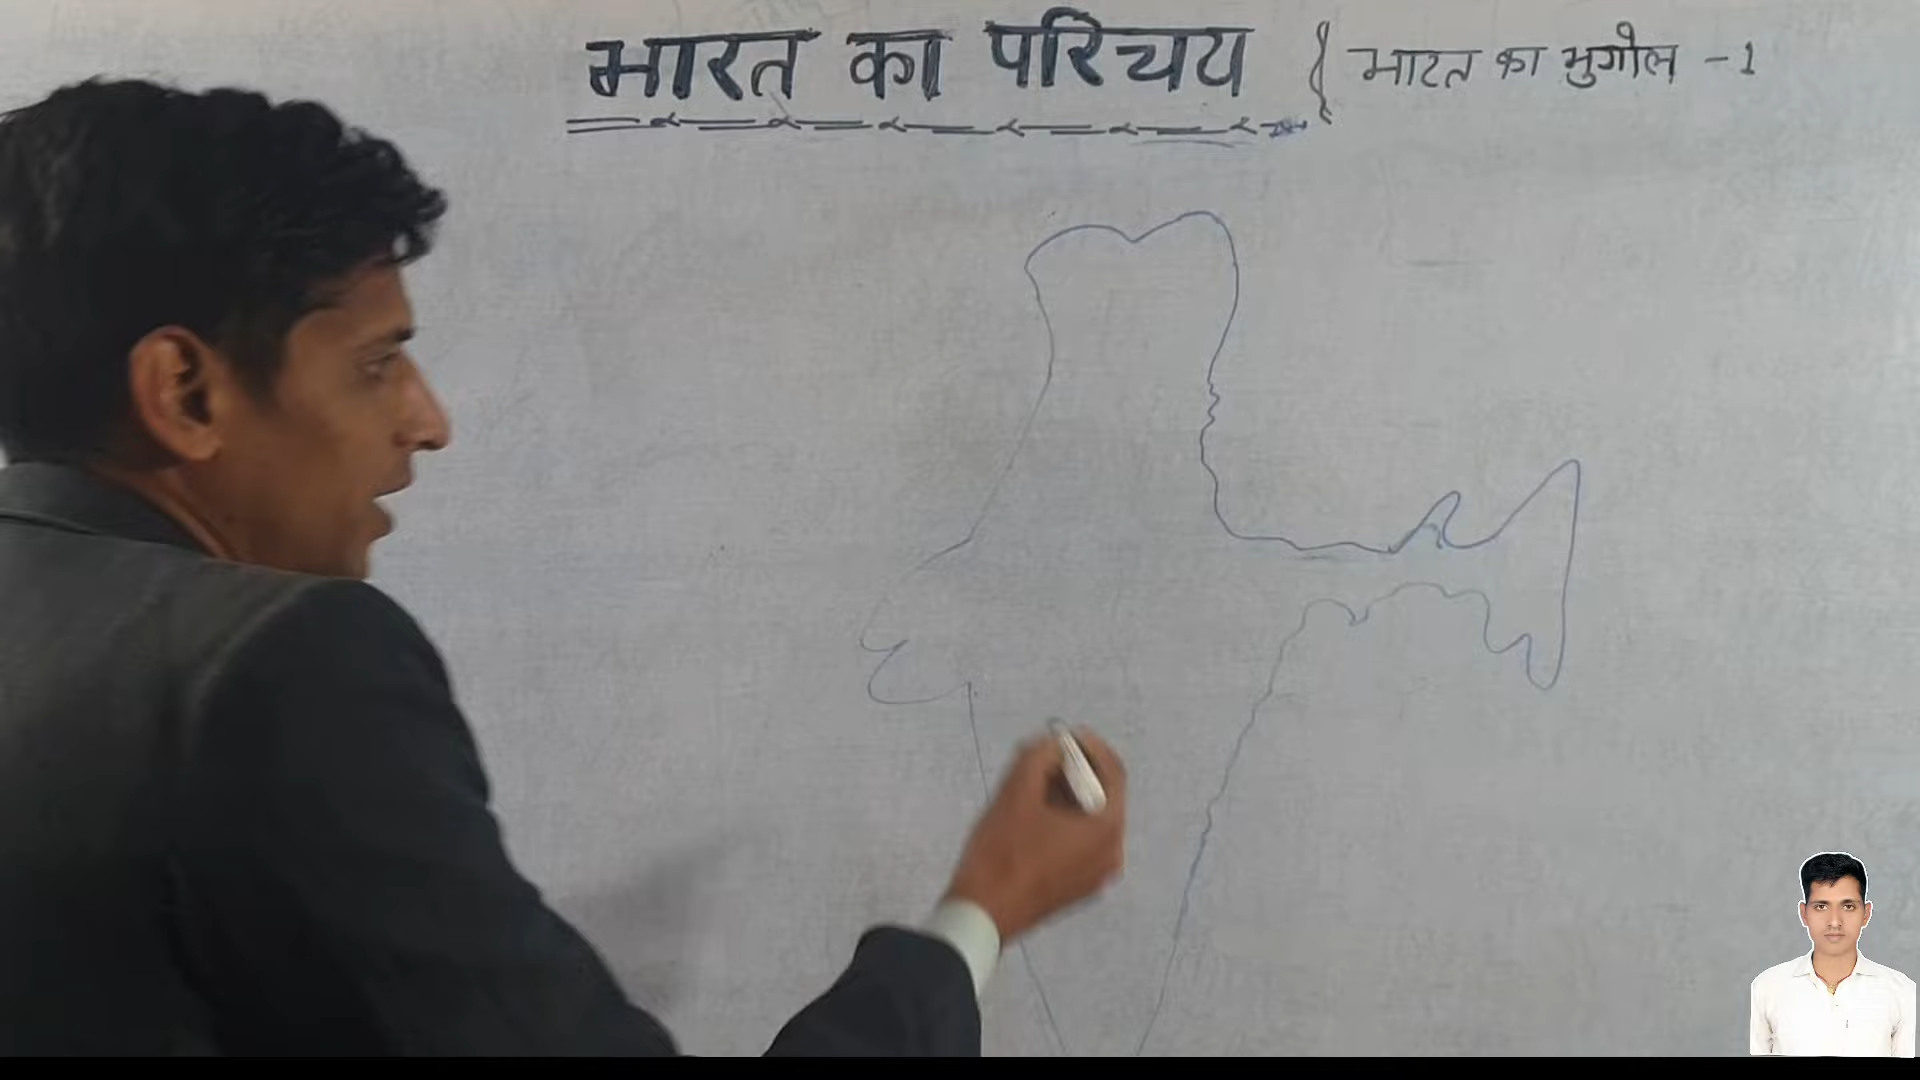 भारत का परिचय { भारत का भुगोल -1